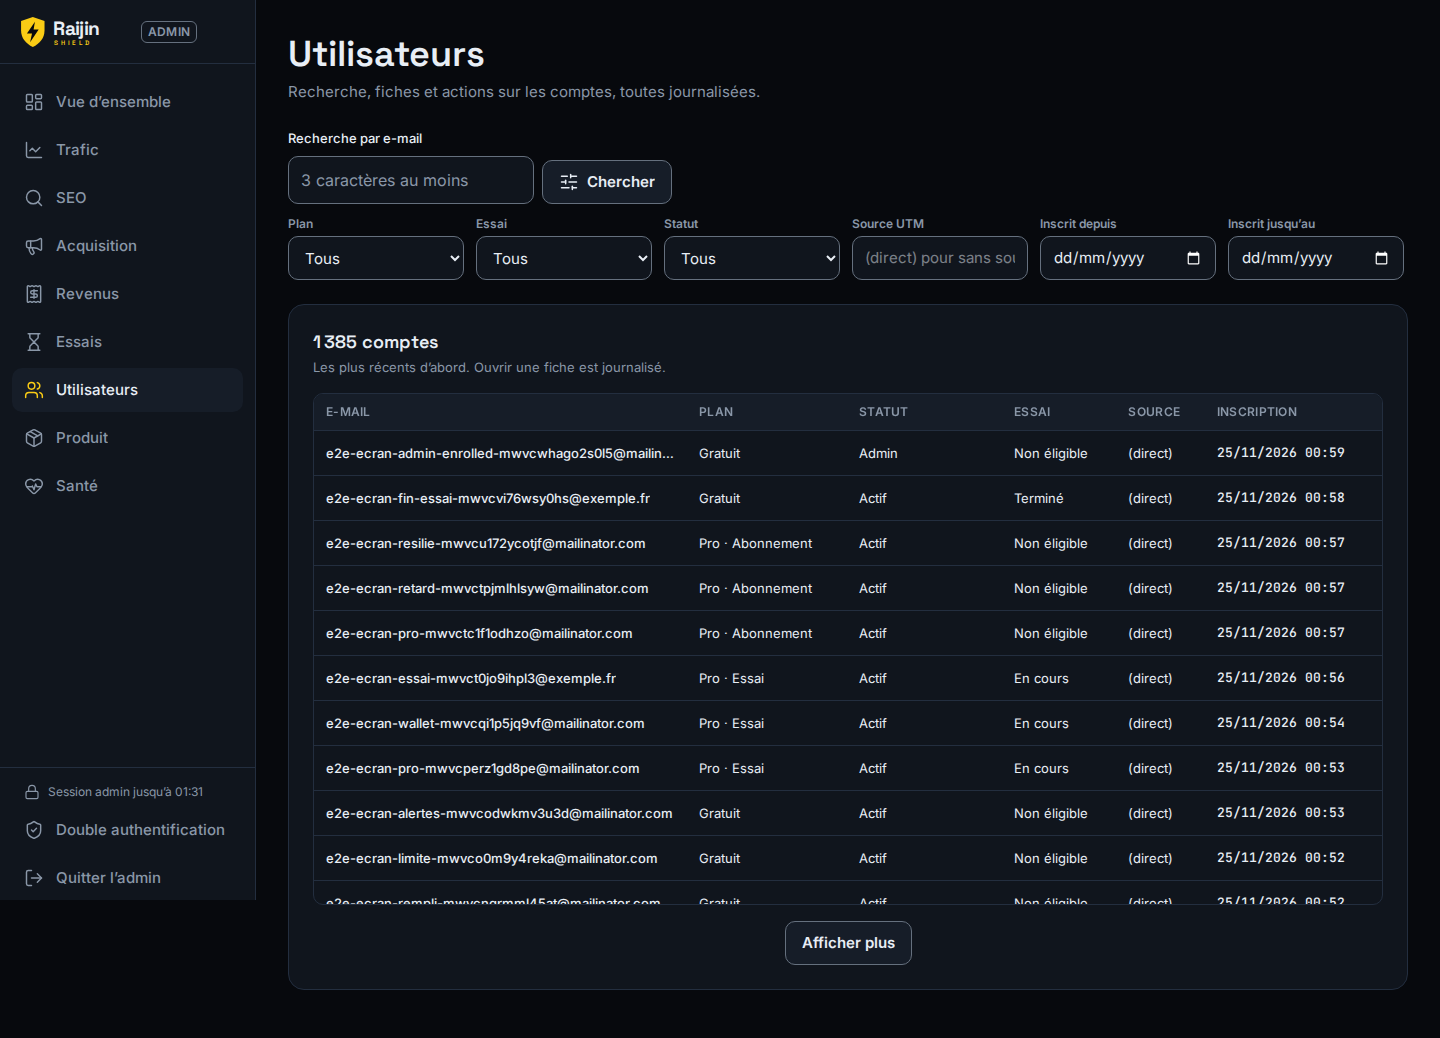 Raijin
SHIELD
ADMIN
Vue d’ensemble
Trafic
SEO
Acquisition
Revenus
Essais
Utilisateurs
Produit
Santé
Session admin jusqu’à 01:31
Double authentification
Quitter l’admin
Utilisateurs
Recherche, fiches et actions sur les comptes, toutes journalisées.
Recherche par e-mail
3 caractères au moins
Chercher
Plan Essai Statut Source UTM Inscrit depuis Inscrit jusqu’au
Tous Tous Tous (direct) pour sans sou dd/mm/yyyy dd/mm/yyyy
1 385 comptes
Les plus récents d’abord. Ouvrir une fiche est journalisé.
E-MAIL PLAN STATUT ESSAI SOURCE INSCRIPTION
e2e-ecran-admin-enrolled-mwvcwhago2s0l5@mailin... Gratuit Admin Non éligible (direct) 25/11/2026 00:59
e2e-ecran-fin-essai-mwvcvi76wsy0hs@exemple.fr Gratuit Actif Terminé (direct) 25/11/2026 00:58
e2e-ecran-resilie-mwvcu172ycotjf@mailinator.com Pro · Abonnement Actif Non éligible (direct) 25/11/2026 00:57
e2e-ecran-retard-mwvctpjmlhlsyw@mailinator.com Pro · Abonnement Actif Non éligible (direct) 25/11/2026 00:57
e2e-ecran-pro-mwvctc1f1odhzo@mailinator.com Pro · Abonnement Actif Non éligible (direct) 25/11/2026 00:57
e2e-ecran-essai-mwvct0jo9ihpl3@exemple.fr Pro · Essai Actif En cours (direct) 25/11/2026 00:56
e2e-ecran-wallet-mwvcqi1p5jq9vf@mailinator.com Pro · Essai Actif En cours (direct) 25/11/2026 00:54
e2e-ecran-pro-mwvcperz1gd8pe@mailinator.com Pro · Essai Actif En cours (direct) 25/11/2026 00:53
e2e-ecran-alertes-mwvcodwkmv3u3d@mailinator.com Gratuit Actif Non éligible (direct) 25/11/2026 00:53
e2e-ecran-limite-mwvco0m9y4reka@mailinator.com Gratuit Actif Non éligible (direct) 25/11/2026 00:52
Gratuit Actif Non éligible (direct) 25/11/2026 00:52
Afficher plus